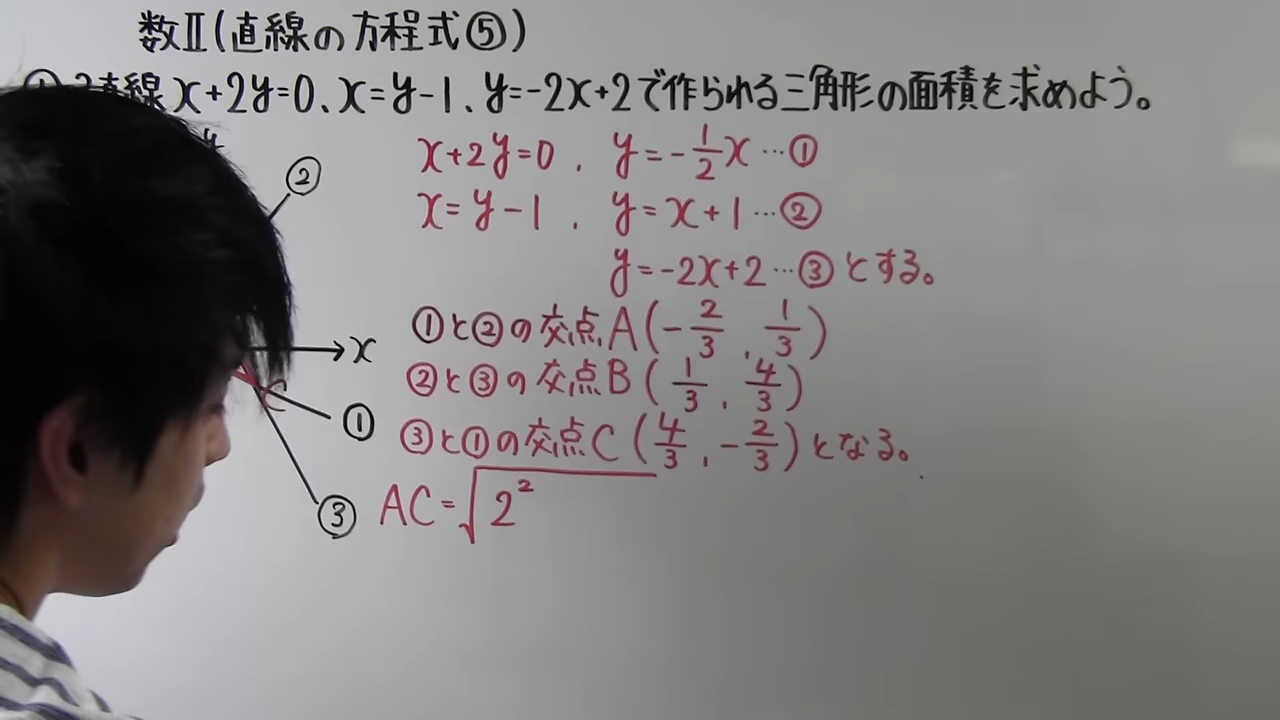 数Ⅱ(直線の方程式⑤)
直線x+2y=0、x=y-1、y=-2x+2で作られる三角形の面積を求めよう。
y
②
x+2y=0 . y=-1/2x…①
x=y-1 . y=x+1…②
y=-2x+2…③とする。
①と②の交点A(-2/3, 1/3)
x
②と③の交点B(1/3, 4/3)
C
①
③と①の交点C(4/3, -2/3)となる。
③
AC=√2²